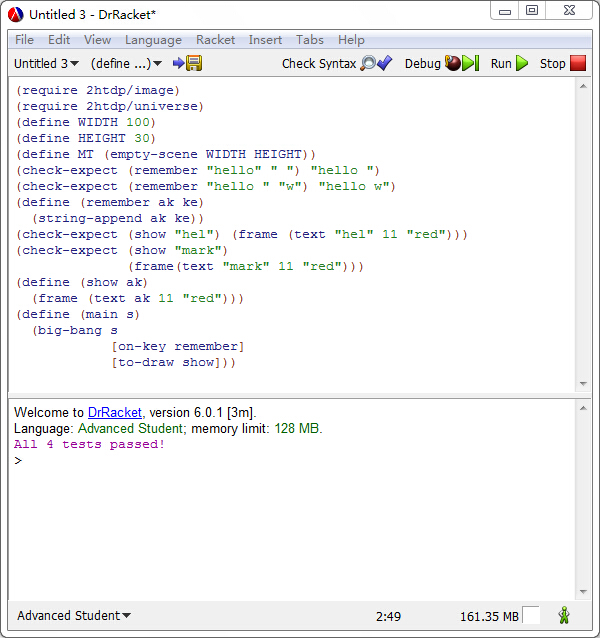 Untitled 3 - DrRacket*
File Edit View Language Racket Insert Tabs Help
Untitled 3 (define ...) Check Syntax Debug Run Stop
(require 2htdp/image)
(require 2htdp/universe)
(define WIDTH 100)
(define HEIGHT 30)
(define MT (empty-scene WIDTH HEIGHT))
(check-expect (remember "hello" " ") "hello ")
(check-expect (remember "hello " "w") "hello w")
(define (remember ak ke)
  (string-append ak ke))
(check-expect (show "hel") (frame (text "hel" 11 "red")))
(check-expect (show "mark")
              (frame(text "mark" 11 "red")))
(define (show ak)
  (frame (text ak 11 "red")))
(define (main s)
  (big-bang s
            [on-key remember]
            [to-draw show]))
Welcome to DrRacket, version 6.0.1 [3m].
Language: Advanced Student; memory limit: 128 MB.
All 4 tests passed!
>
Advanced Student 2:49 161.35 MB